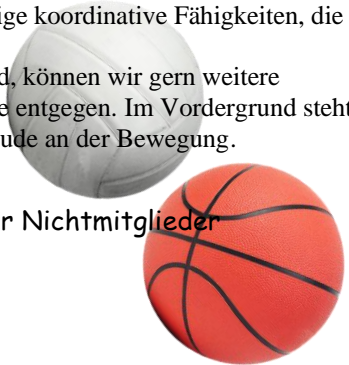 ige koordinative Fähigkeiten, die
d, können wir gern weitere
e entgegen. Im Vordergrund steht
ude an der Bewegung.
r Nichtmitglieder